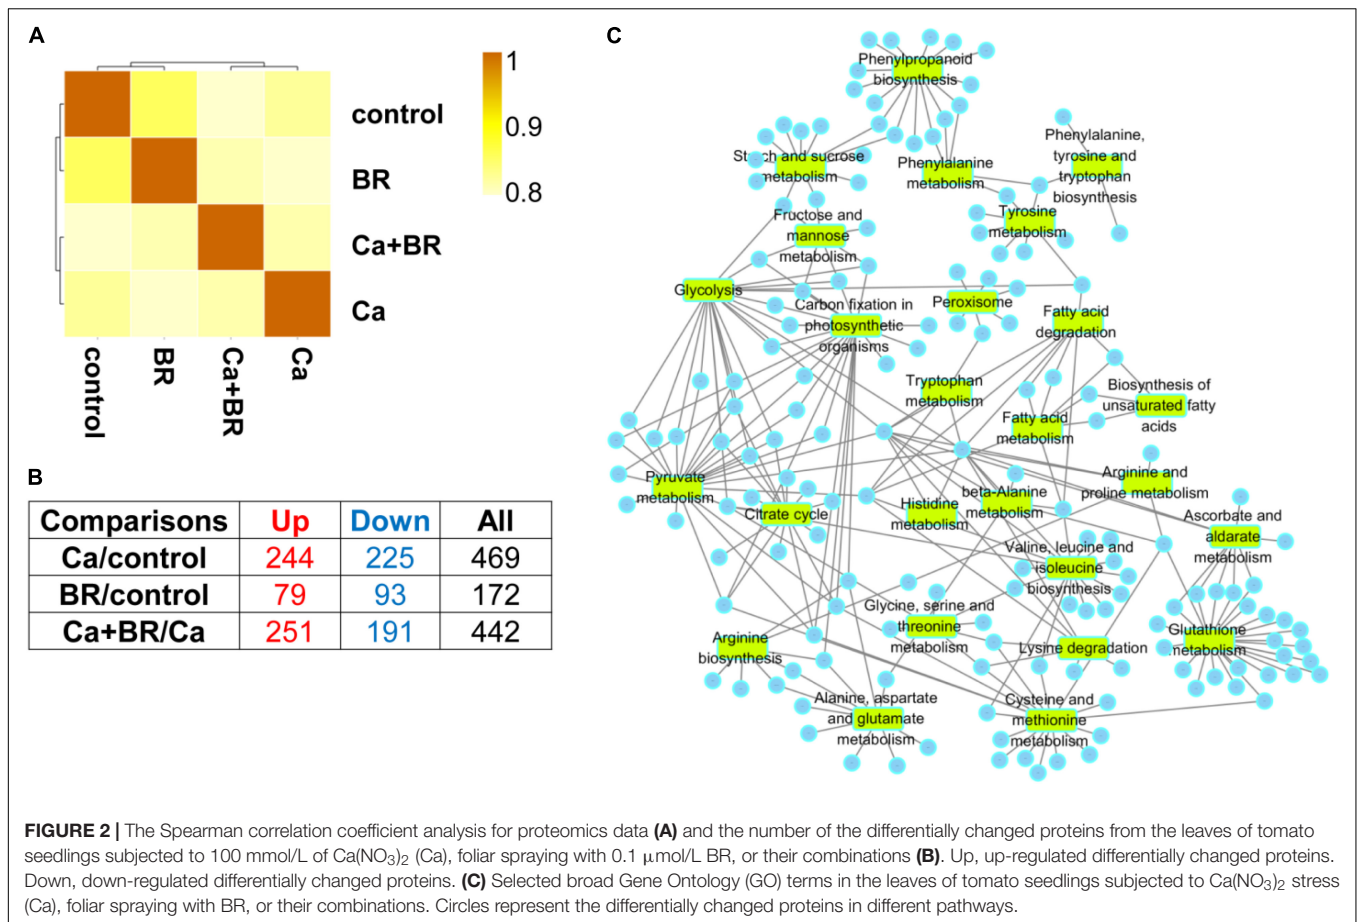 A
1
0.9
0.8
control
BR
Ca+BR
Ca
control
BR
Ca+BR
Ca
B
Comparisons Up Down All
Ca/control 244 225 469
BR/control 79 93 172
Ca+BR/Ca 251 191 442
C
Phenylpropanoid
biosynthesis
Phenylalanine,
tyrosine and
tryptophan
biosynthesis
Starch and sucrose
metabolism
Phenylalanine
metabolism
Tyrosine
metabolism
Fructose and
mannose
metabolism
Glycolysis
Carbon fixation in
photosynthetic
organisms
Peroxisome
Fatty acid
degradation
Tryptophan
metabolism
Biosynthesis of
unsaturated fatty
acids
Fatty acid
metabolism
Pyruvate
metabolism
Citrate cycle
Histidine
metabolism
beta-Alanine
metabolism
Arginine and
proline metabolism
Ascorbate and
aldarate
metabolism
Valine, leucine and
isoleucine
biosynthesis
Glycine, serine and
threonine
metabolism
Arginine
biosynthesis
Lysine degradation
Glutathione
metabolism
Alanine, aspartate
and glutamate
metabolism
Cysteine and
methionine
metabolism
FIGURE 2 | The Spearman correlation coefficient analysis for proteomics data (A) and the number of the differentially changed proteins from the leaves of tomato
seedlings subjected to 100 mmol/L of Ca(NO3)2 (Ca), foliar spraying with 0.1 μmol/L BR, or their combinations (B). Up, up-regulated differentially changed proteins.
Down, down-regulated differentially changed proteins. (C) Selected broad Gene Ontology (GO) terms in the leaves of tomato seedlings subjected to Ca(NO3)2 stress
(Ca), foliar spraying with BR, or their combinations. Circles represent the differentially changed proteins in different pathways.